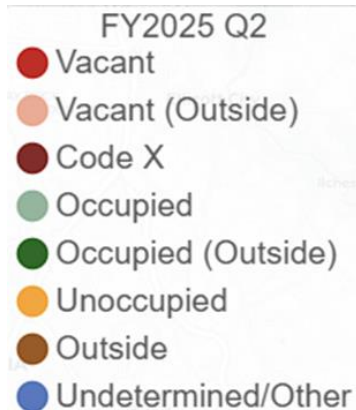 FY2025 Q2
Vacant
Vacant (Outside)
Code X
Occupied
Occupied (Outside)
Unoccupied
Outside
Undetermined/Other